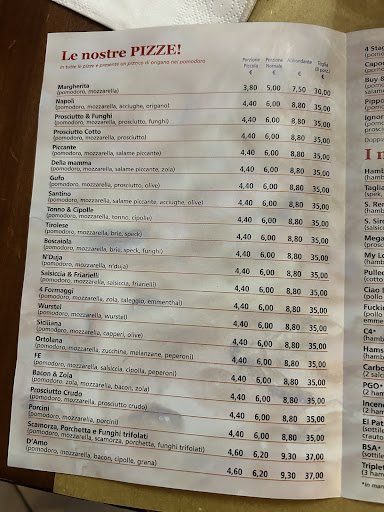 Le nostre PIZZE!
in tutte le pizze è presente un pizzico di origano nel pomodoro
Porzione Piccola €
Porzione Normale €
Abbondante €
Teglia €
Margherita
(pomodoro, mozzarella) 3,80 5,00 7,50 30,00
Napoli
(pomodoro, mozzarella, acciughe, origano) 4,40 6,00 8,80 35,00
Prosciutto & Funghi
(pomodoro, mozzarella, prosciutto, funghi) 4,40 6,00 8,80 35,00
Prosciutto Cotto
(pomodoro, mozzarella, prosciutto) 4,40 6,00 8,80 35,00
Piccante
(pomodoro, mozzarella, salame piccante) 4,40 6,00 8,80 35,00
Della mamma
(pomodoro, mozzarella, salame piccante, zola) 4,40 6,00 8,80 35,00
Gufo
(pomodoro, mozzarella, prosciutto, olive) 4,40 6,00 8,80 35,00
Santino
(pomodoro, mozzarella, salame piccante, acciughe, olive) 4,40 6,00 8,80 35,00
Tonno & Cipolle
(pomodoro, mozzarella, tonno, cipolle) 4,40 6,00 8,80 35,00
Tirolese
(pomodoro, mozzarella, brie, speck) 4,40 6,00 8,80 35,00
Boscaiola
(pomodoro, mozzarella, brie, speck, funghi) 4,40 6,00 8,80 35,00
N'Duja
(pomodoro, mozzarella, n'duja) 4,40 6,00 8,80 35,00
Salsiccia & Friarielli
(pomodoro, mozzarella, salsiccia, friarielli) 4,40 6,00 8,80 35,00
4 Formaggi
(pomodoro, mozzarella, zola, taleggio, emmenthal) 4,40 6,00 8,80 35,00
Wurstel
(pomodoro, mozzarella, wurstel) 4,40 6,00 8,80 35,00
Siciliana
(pomodoro, mozzarella, capperi, olive) 4,40 6,00 8,80 35,00
Ortolana
(pomodoro, mozzarella, zucchine, melanzane, peperoni) 4,40 6,00 8,80 35,00
FE
(pomodoro, mozzarella, salsiccia, cipolla, peperoni) 4,40 6,00 8,80 35,00
Bacon & Zola
(pomodoro, zola, mozzarella, bacon, zola) 4,40 6,00 8,80 35,00
Prosciutto Crudo
(pomodoro, mozzarella, prosciutto crudo) 4,40 6,00 8,80 35,00
Porcini
(pomodoro, mozzarella, porcini) 4,40 6,00 8,80 35,00
Scamorza, Porchetta e Funghi trifolati
(pomodoro, mozzarella, scamorza, porchetta, funghi trifolati) 4,60 6,20 9,30 37,00
D'Amo
(pomodoro, mozzarella, bacon, cipolle, grana) 4,60 6,20 9,30 37,00